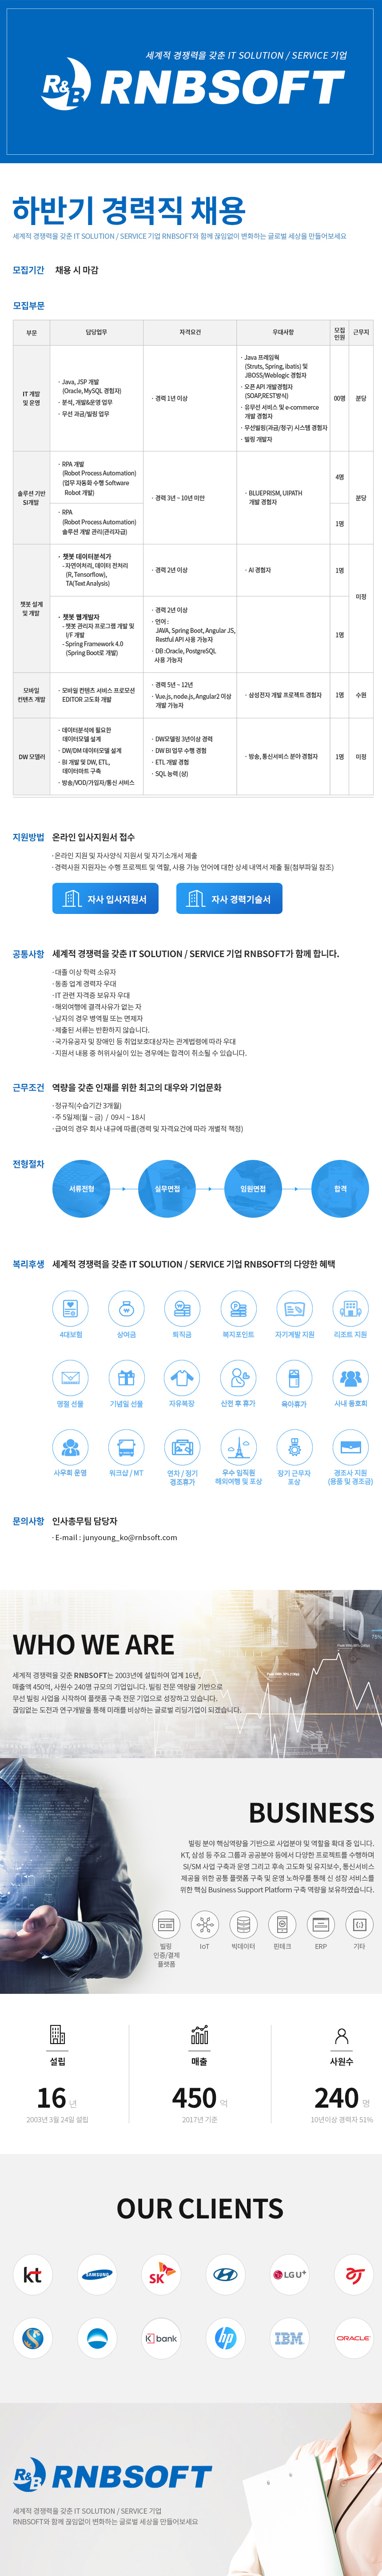 세계적 경쟁력을 갖춘 IT SOLUTION / SERVICE 기업
R&B RNBSOFT
하반기 경력직 채용
세계적 경쟁력을 갖춘 IT SOLUTION / SERVICE 기업 RNBSOFT와 함께 끊임없이 변화하는 글로벌 세상을 만들어보세요
모집기간 채용 시 마감
모집부문
부문 담당업무 자격요건 우대사항 모집인원 근무지
IT 개발
및 운영
· Java, JSP 개발
(Oracle, MySQL 경험자)
· 분석, 개발&운영 업무
· 무선 과금/빌링 업무
· 경력 1년 이상
· Java 프레임웍
(Struts, Spring, ibatis) 및
JBOSS/Weblogic 경험자
· 오픈 API 개발경험자
(SOAP,REST방식)
· 유무선 서비스 및 e-commerce
개발 경험자
· 무선빌링(과금/청구) 시스템 경험자
· 빌링 개발자
00명
분당
솔루션 기반
SI개발
· RPA 개발
(Robot Process Automation)
(업무 자동화 수행 Software
Robot 개발)
· RPA
(Robot Process Automation)
솔루션 개발 관리(관리자급)
· 경력 3년 ~ 10년 미만
· BLUEPRISM, UIPATH
개발 경험자
4명
1명
분당
챗봇 설계
및 개발
· 챗봇 데이터분석가
- 자연어처리, 데이터 전처리
(R, Tensorflow),
TA(Text Analysis)
· 경력 2년 이상
· AI 경험자
1명
· 챗봇 웹개발자
- 챗봇 관리자 프로그램 개발 및
I/F 개발
- Spring Framework 4.0
(Spring Boot로 개발)
· 경력 2년 이상
· 언어 :
JAVA, Spring Boot, Angular JS,
Restful API 사용 가능자
· DB :Oracle, PostgreSQL
사용 가능자
1명
미정
모바일
컨텐츠 개발
· 모바일 컨텐츠 서비스 프로모션
EDITOR 고도화 개발
· 경력 5년 ~ 12년
· Vue.js, node.js, Angular2 이상
개발 가능자
· 삼성전자 개발 프로젝트 경험자
1명
수원
DW 모델러
· 데이터분석에 필요한
데이터모델 설계
· DW/DM 데이터모델 설계
· BI 개발 및 DW, ETL,
데이터마트 구축
· 방송/VOD/가입자/통신 서비스
· DW모델링 3년이상 경력
· DW BI 업무 수행 경험
· ETL 개발 경험
· SQL 능력 (상)
· 방송, 통신서비스 분야 경험자
1명
미정
지원방법 온라인 입사지원서 접수
·온라인 지원 및 자사양식 지원서 및 자기소개서 제출
·경력사원 지원자는 수행 프로젝트 및 역할, 사용 가능 언어에 대한 상세 내역서 제출 필(첨부파일 참조)
자사 입사지원서
자사 경력기술서
공통사항 세계적 경쟁력을 갖춘 IT SOLUTION / SERVICE 기업 RNBSOFT가 함께 합니다.
·대졸 이상 학력 소유자
·동종 업계 경력자 우대
·IT 관련 자격증 보유자 우대
·해외여행에 결격사유가 없는 자
·남자의 경우 병역필 또는 면제자
·제출된 서류는 반환하지 않습니다.
·국가유공자 및 장애인 등 취업보호대상자는 관계법령에 따라 우대
·지원서 내용 중 허위사실이 있는 경우에는 합격이 취소될 수 있습니다.
근무조건 역량을 갖춘 인재를 위한 최고의 대우와 기업문화
·정규직(수습기간 3개월)
·주 5일제(월 ~ 금) / 09시 ~ 18시
·급여의 경우 회사 내규에 따름(경력 및 자격요건에 따라 개별적 책정)
전형절차
서류전형 실무면접 임원면접 합격
복리후생 세계적 경쟁력을 갖춘 IT SOLUTION / SERVICE 기업 RNBSOFT의 다양한 혜택
4대보험 상여금 퇴직금 복지포인트 자기계발 지원 리조트 지원
명절 선물 기념일 선물 자유복장 산전 후 휴가 육아휴가 사내 동호회
사우회 운영
워크샵 / MT
연차 / 정기
경조휴가
우수 임직원
해외여행 및 포상
장기 근무자
포상
경조사 지원
(용품 및 경조금)
문의사항 인사총무팀 담당자
· E-mail : junyoung_ko@rnbsoft.com
WHO WE ARE
세계적 경쟁력을 갖춘 RNBSOFT는 2003년에 설립하여 업계 16년,
매출액 450억, 사원수 240명 규모의 기업입니다. 빌링 전문 역량을 기반으로
무선 빌링 사업을 시작하여 플랫폼 구축 전문 기업으로 성장하고 있습니다.
끊임없는 도전과 연구개발을 통해 미래를 비상하는 글로벌 리딩기업이 되겠습니다.
75%
BUSINESS
빌링 분야 핵심역량을 기반으로 사업분야 및 역할을 확대 중 입니다.
KT, 삼성 등 주요 그룹과 공공분야 등에서 다양한 프로젝트를 수행하며
SI/SM 사업 구축과 운영 그리고 후속 고도화 및 유지보수, 통신서비스
제공을 위한 공통 플랫폼 구축 및 운영 노하우를 통해 신 성장 서비스를
위한 핵심 Business Support Platform 구축 역량을 보유하였습니다.
빌링
인증/결제
플랫폼
IoT
빅데이터
핀테크
ERP
기타
설립 매출 사원수
16 년 450 억 240 명
2003년 3월 24일 설립 2017년 기준 10년이상 경력자 51%
OUR CLIENTS
kt SAMSUNG SK LG U+
K bank hp IBM ORACLE
R&B RNBSOFT
세계적 경쟁력을 갖춘 IT SOLUTION / SERVICE 기업
RNBSOFT와 함께 끊임없이 변화하는 글로벌 세상을 만들어보세요